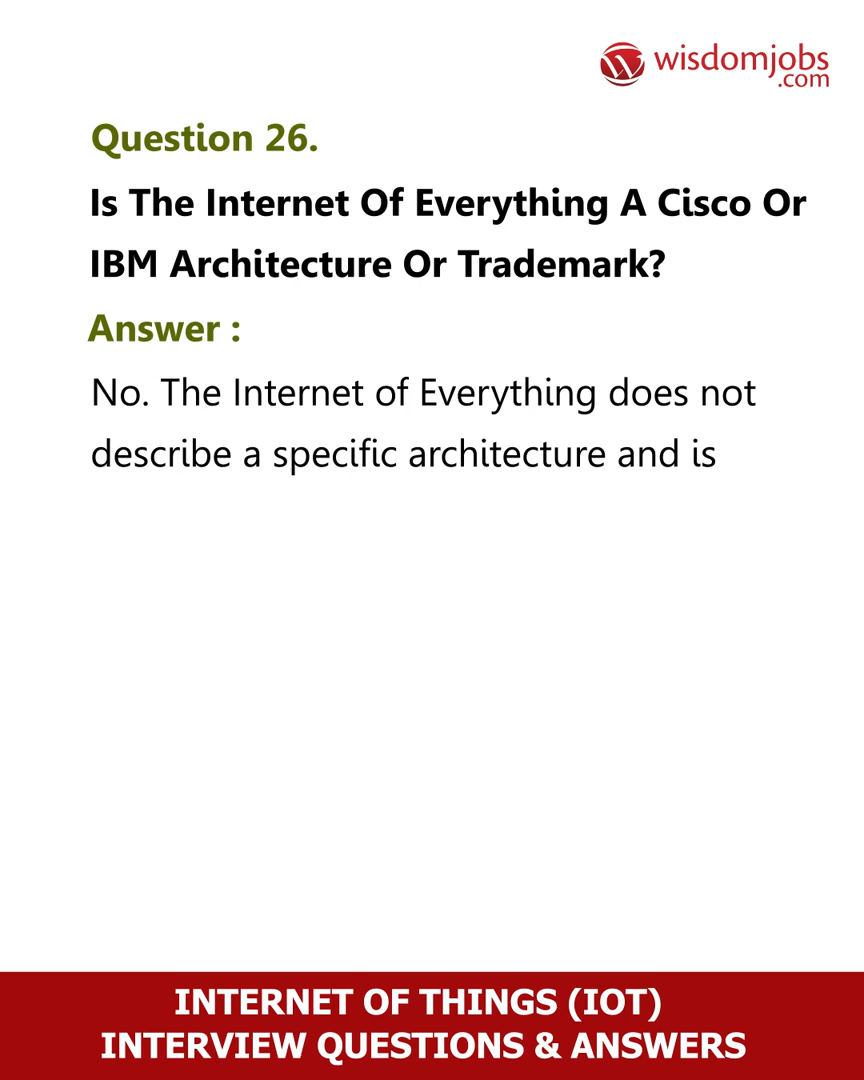 wisdomjobs
.com
Question 26.
Is The Internet Of Everything A Cisco Or
IBM Architecture Or Trademark?
Answer :
No. The Internet of Everything does not
describe a specific architecture and is
INTERNET OF THINGS (IOT)
INTERVIEW QUESTIONS & ANSWERS